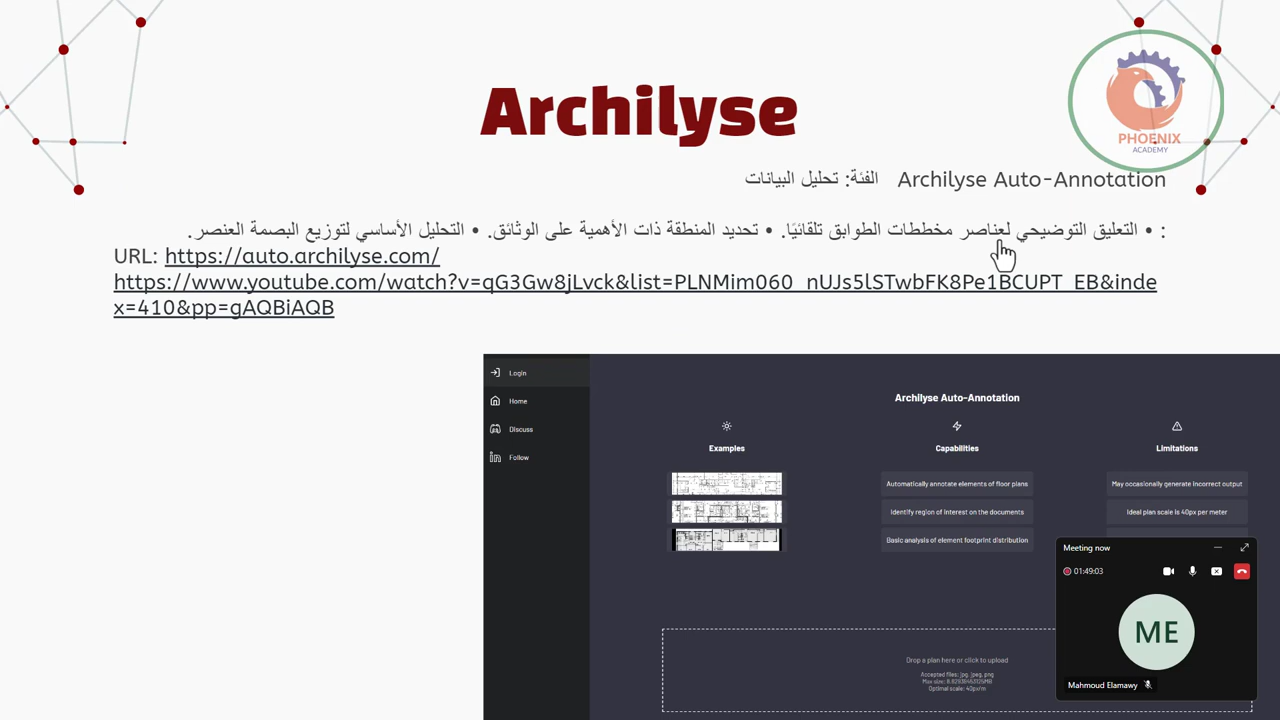 Archilyse
PHOENIX
ACADEMY
Archilyse Auto-Annotation الفئة: تحليل البيانات
: • التعليق التوضيحي لعناصر مخططات الطوابق تلقائيًا. • تحديد المنطقة ذات الأهمية على الوثائق. • التحليل الأساسي لتوزيع البصمة العنصر.
URL: https://auto.archilyse.com/
https://www.youtube.com/watch?v=qG3Gw8jLvck&list=PLNMim060_nUJs5lSTwbFK8Pe1BCUPT_EB&inde
x=410&pp=gAQBiAQB
Login
Home
Discuss
Follow
Archilyse Auto-Annotation
Examples
Capabilities
Automatically annotate elements of floor plans
Identify region of interest on the documents
Basic analysis of element footprint distribution
Limitations
May occasionally generate incorrect output
Ideal plan scale is 40px per meter
Drop a plan here or click to upload
Accepted files: jpg, jpeg, png
Optimal scale: 40px/m
Meeting now
01:49:03
ME
Mahmoud Elamawy